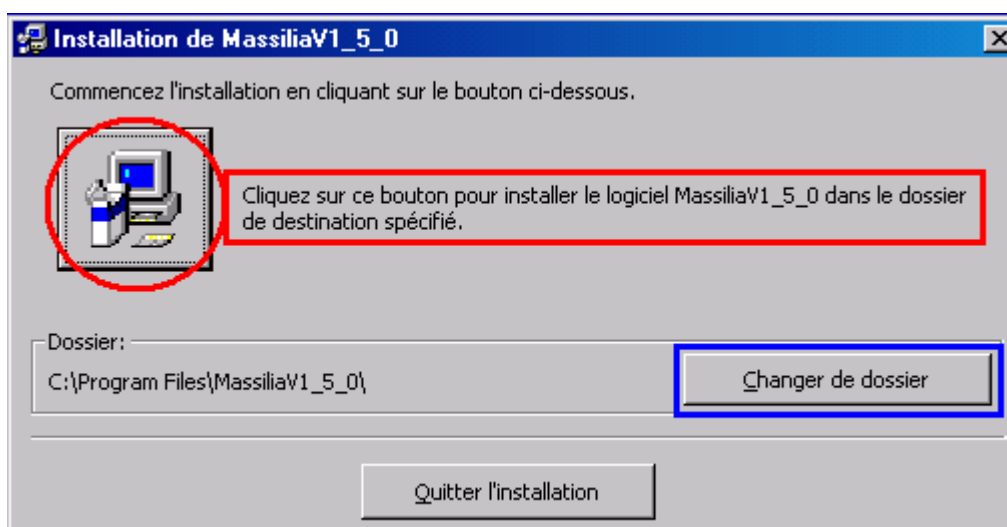 Installation de MassiliaV1_5_0
Commencez l'installation en cliquant sur le bouton ci-dessous.
Cliquez sur ce bouton pour installer le logiciel MassiliaV1_5_0 dans le dossier
de destination spécifié.
Dossier:
C:\Program Files\MassiliaV1_5_0\
Changer de dossier
Quitter l'installation